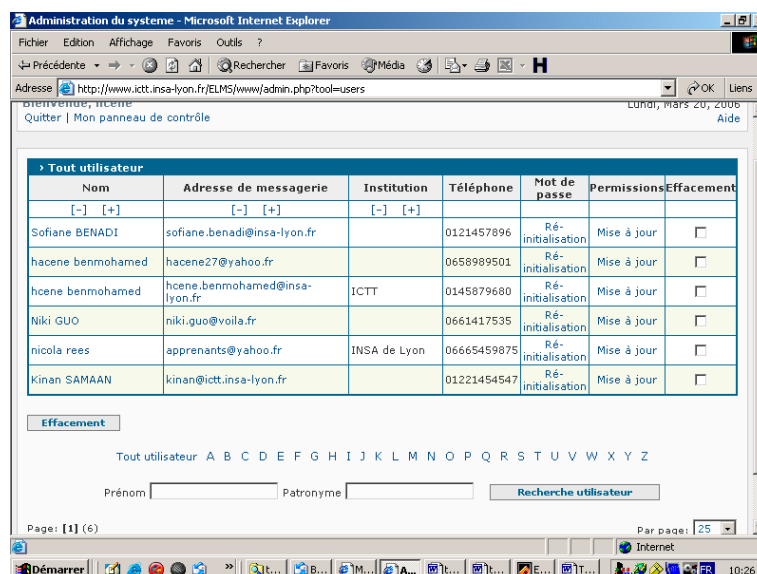 Administration du systeme - Microsoft Internet Explorer
Fichier Edition Affichage Favoris Outils ?
Précédente Rechercher Favoris Média H
Adresse http://www.ictt.insa-lyon.fr/ELMS/www/admin.php?tool=users OK Liens
Bienvenue, hcene Lundi, Mars 20, 2006
Quitter | Mon panneau de contrôle Aide
› Tout utilisateur
Nom Adresse de messagerie Institution Téléphone Mot de passe Permissions Effacement
[-] [+] [-] [+] [-] [+]
Sofiane BENADI sofiane.benadi@insa-lyon.fr 0121457896 Ré-initialisation Mise à jour
hacene benmohamed hacene27@yahoo.fr 0658989501 Ré-initialisation Mise à jour
hcene benmohamed hcene.benmohamed@insa-lyon.fr ICTT 0145879680 Ré-initialisation Mise à jour
Niki GUO niki.guo@voila.fr 0661417535 Ré-initialisation Mise à jour
nicola rees apprenants@yahoo.fr INSA de Lyon 06665459875 Ré-initialisation Mise à jour
Kinan SAMAAN kinan@ictt.insa-lyon.fr 01221454547 Ré-initialisation Mise à jour
Effacement
Tout utilisateur A B C D E F G H I J K L M N O P Q R S T U V W X Y Z
Prénom Patronyme Recherche utilisateur
Page: [1] (6) Par page: 25
Internet
Démarrer » It... B... M... A... t... t... E... T... FR 10:26